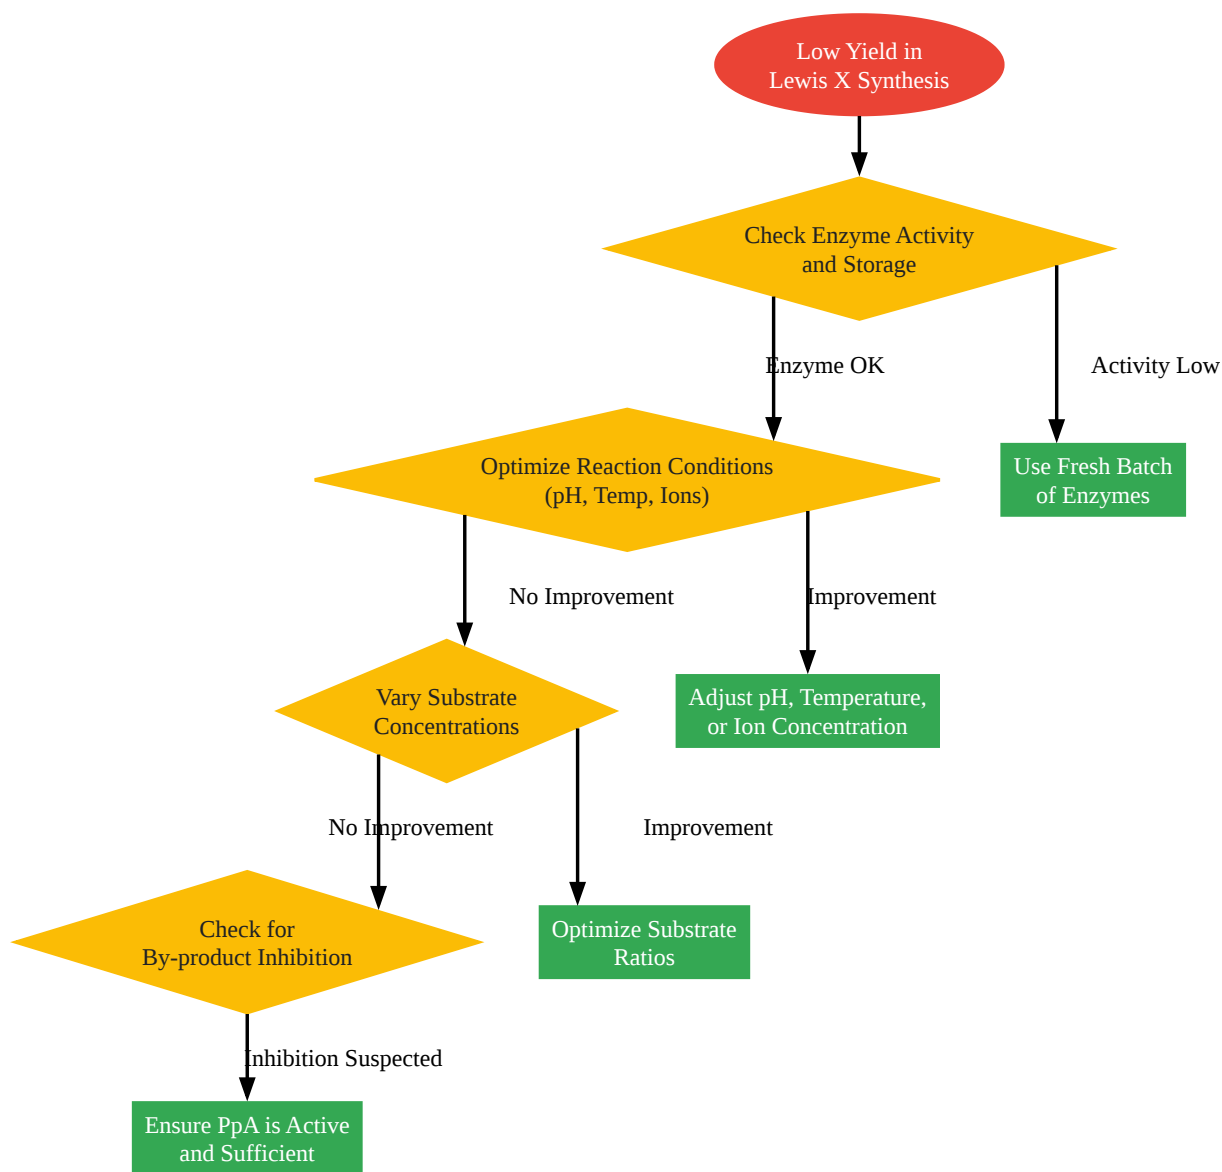 Low Yield in
Lewis X Synthesis
Check Enzyme Activity
and Storage
Enzyme OK
Activity Low
Optimize Reaction Conditions
(pH, Temp, Ions)
Use Fresh Batch
of Enzymes
No Improvement
Improvement
Vary Substrate
Concentrations
Adjust pH, Temperature,
or Ion Concentration
No Improvement
Improvement
Check for
By-product Inhibition
Optimize Substrate
Ratios
Inhibition Suspected
Ensure PpA is Active
and Sufficient